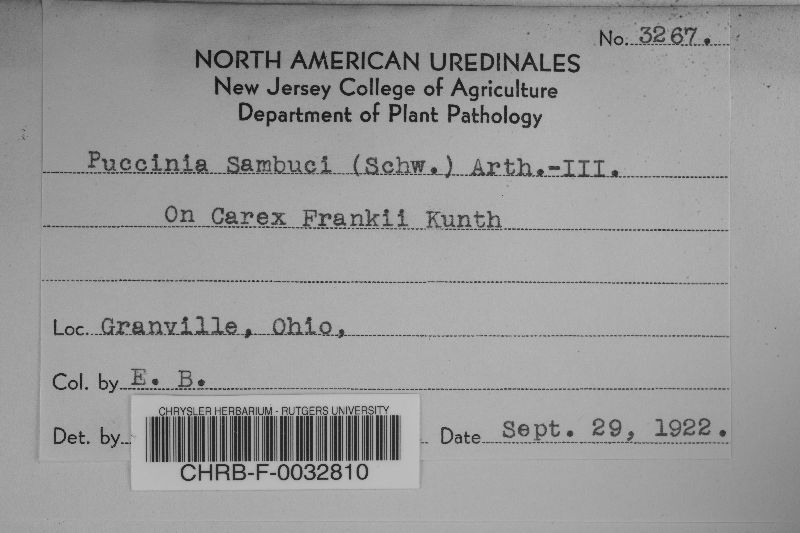 No. 3267.
NORTH AMERICAN UREDINALES
New Jersey College of Agriculture
Department of Plant Pathology
Puccinia Sambuci (Schw.) Arth.-III.
On Carex Frankii Kunth
Loc. Granville, Ohio,
Col. by E. B.
Det. by
Date Sept. 29, 1922.
CHRYSLER HERBARIUM - RUTGERS UNIVERSITY
CHRB-F-0032810